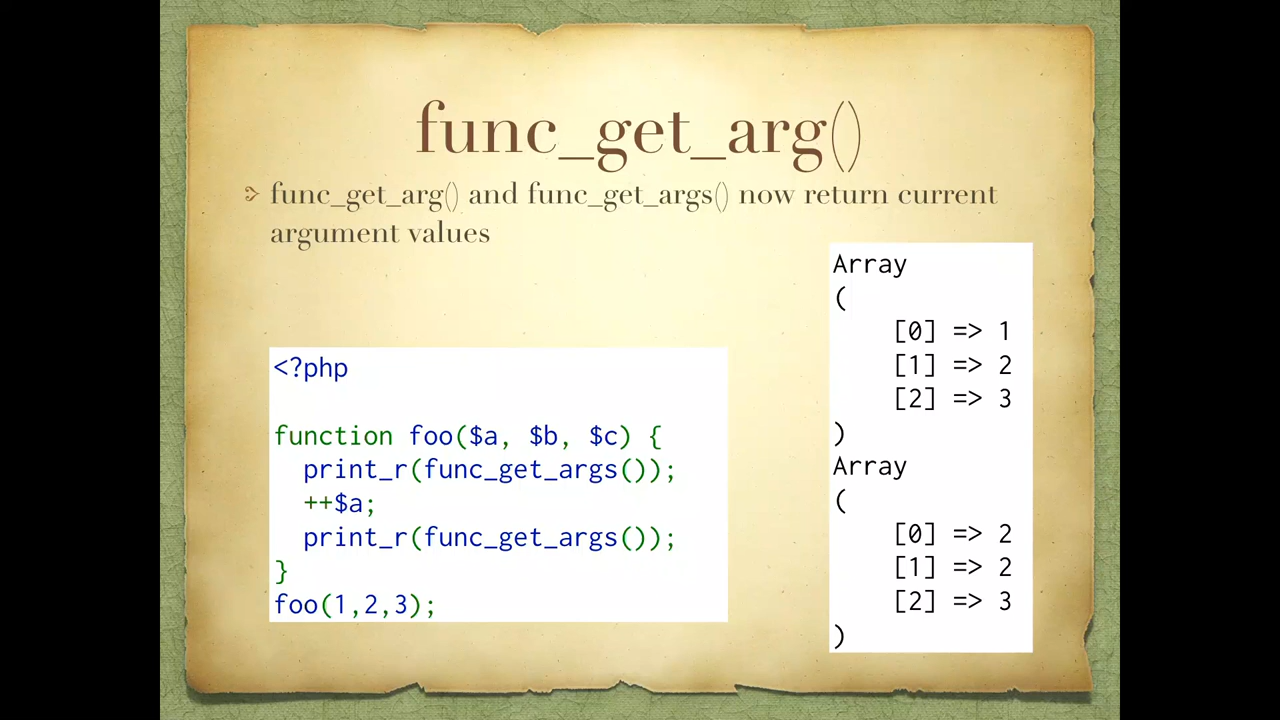 func_get_arg()
func_get_arg() and func_get_args() now return current
argument values
<?php
function foo($a, $b, $c) {
  print_r(func_get_args());
  ++$a;
  print_r(func_get_args());
}
foo(1,2,3);
Array
(
    [0] => 1
    [1] => 2
    [2] => 3
)
Array
(
    [0] => 2
    [1] => 2
    [2] => 3
)